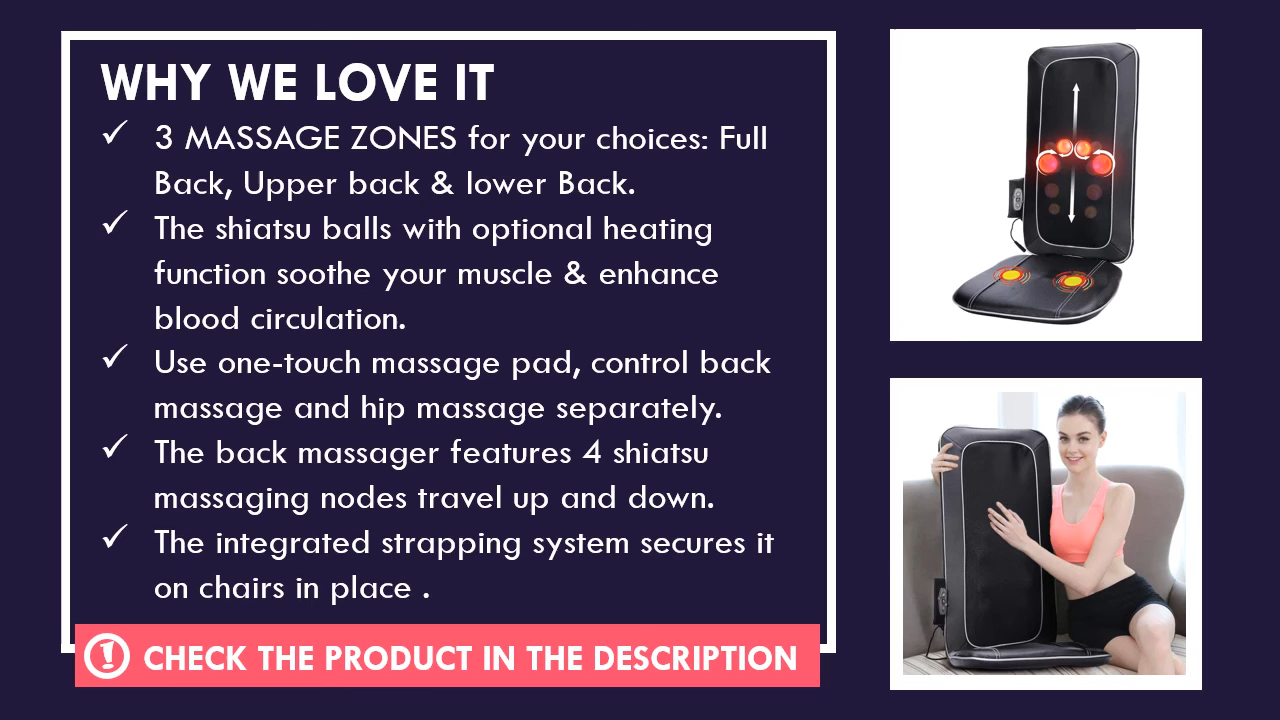 WHY WE LOVE IT
✓ 3 MASSAGE ZONES for your choices: Full
Back, Upper back & lower Back.
✓ The shiatsu balls with optional heating
function soothe your muscle & enhance
blood circulation.
✓ Use one-touch massage pad, control back
massage and hip massage separately.
✓ The back massager features 4 shiatsu
massaging nodes travel up and down.
✓ The integrated strapping system secures it
on chairs in place .
! CHECK THE PRODUCT IN THE DESCRIPTION